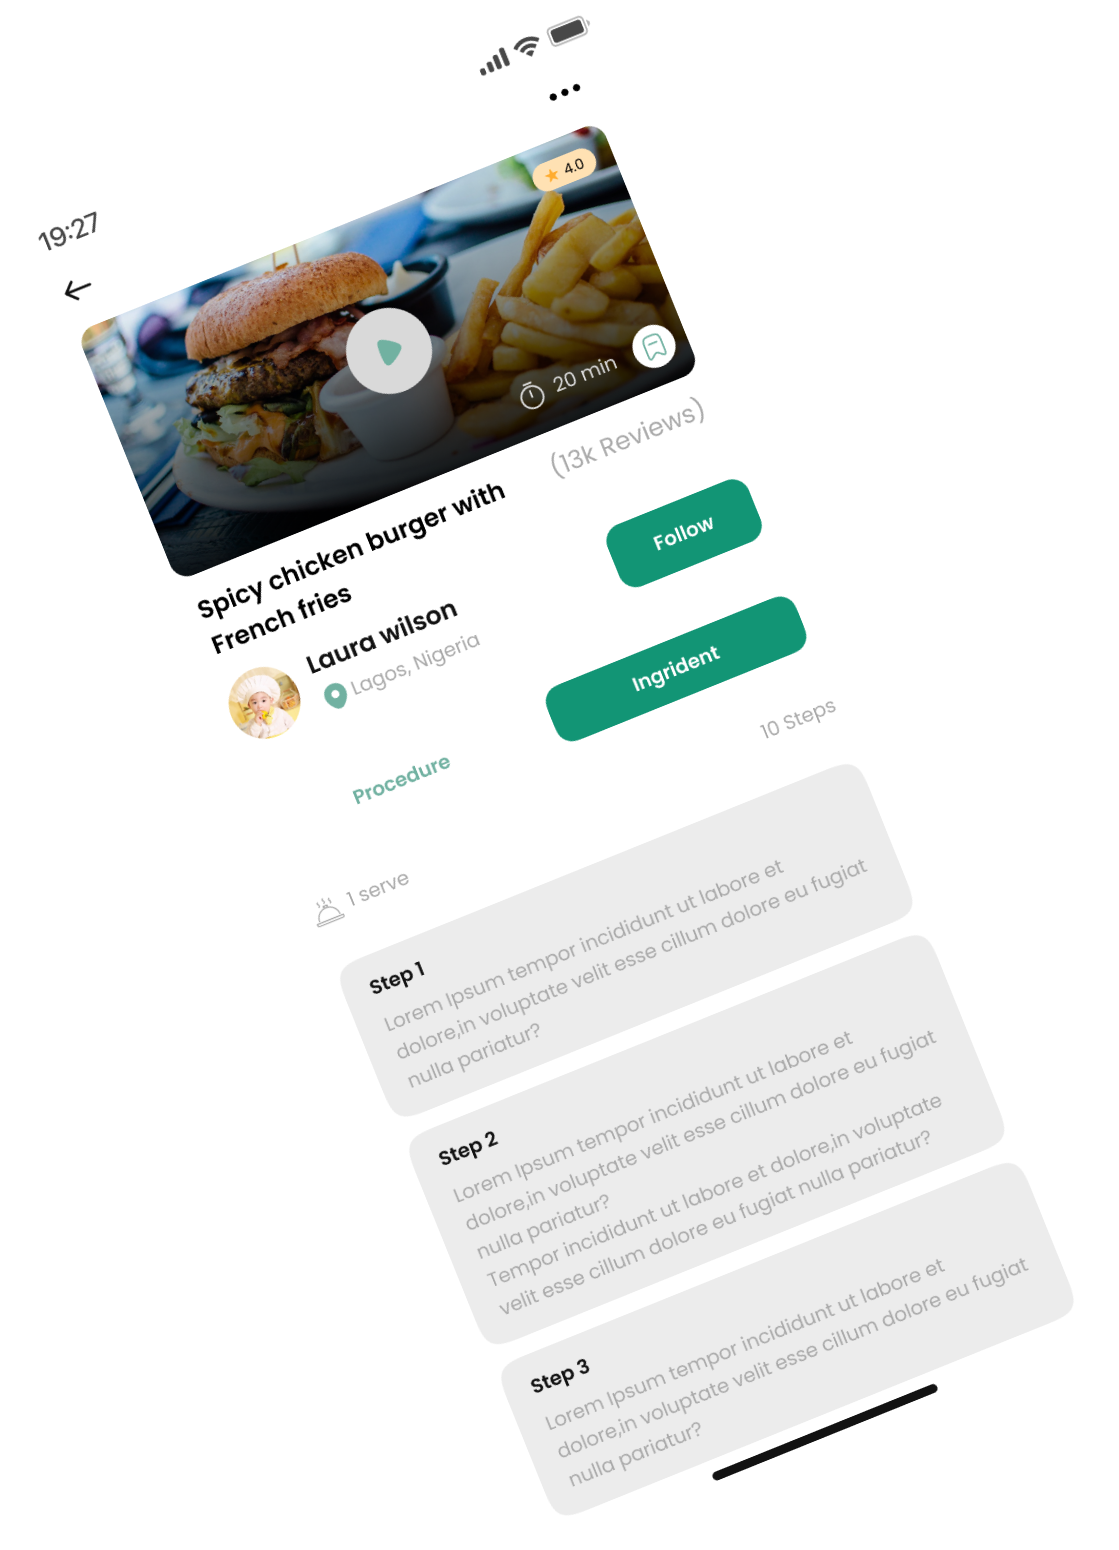 19:27
4.0
20 min
Spicy chicken burger with
French fries
(13k Reviews)
Laura wilson
Lagos, Nigeria
Follow
Procedure
Ingrident
1 serve
10 Steps
Step 1
Lorem Ipsum tempor incididunt ut labore et
dolore,in voluptate velit esse cillum dolore eu fugiat
nulla pariatur?
Step 2
Lorem Ipsum tempor incididunt ut labore et
dolore,in voluptate velit esse cillum dolore eu fugiat
nulla pariatur?
Tempor incididunt ut labore et dolore,in voluptate
velit esse cillum dolore eu fugiat nulla pariatur?
Step 3
Lorem Ipsum tempor incididunt ut labore et
dolore,in voluptate velit esse cillum dolore eu fugiat
nulla pariatur?